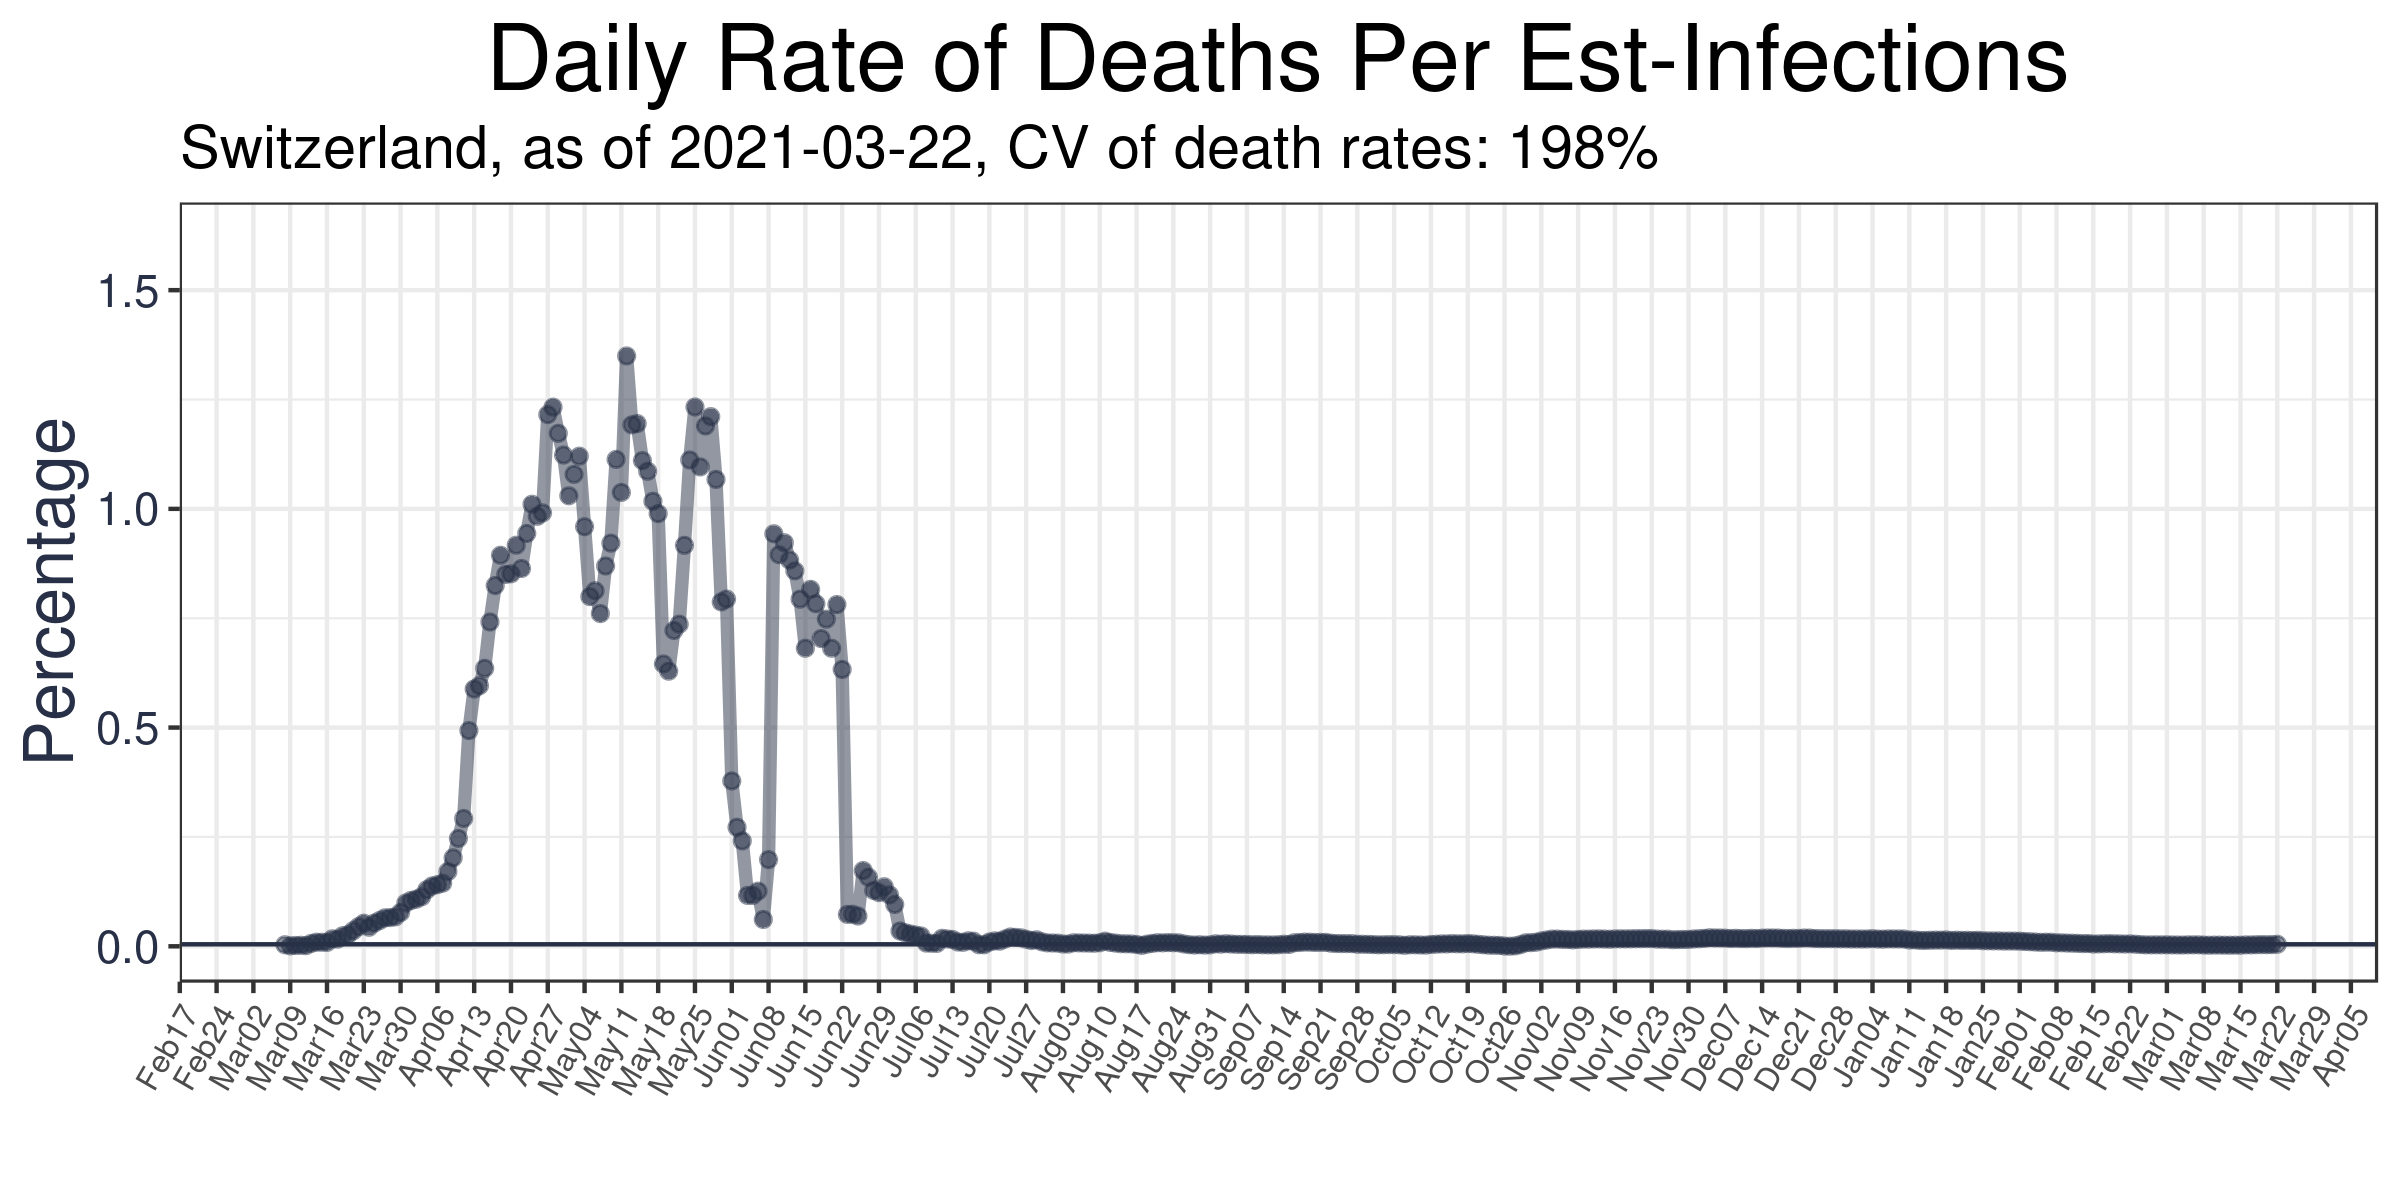 Daily Rate of Deaths Per Est-Infections
Switzerland, as of 2021-03-22, CV of death rates: 198%
Percentage
1.5
1.0
0.5
0.0
Feb17
Feb24
Mar02
Mar09
Mar16
Mar23
Mar30
Apr06
Apr13
Apr20
Apr27
May04
May11
May18
May25
Jun01
Jun08
Jun15
Jun22
Jun29
Jul06
Jul13
Jul20
Jul27
Aug03
Aug10
Aug17
Aug24
Aug31
Sep07
Sep14
Sep21
Sep28
Oct05
Oct12
Oct19
Oct26
Nov02
Nov09
Nov16
Nov23
Nov30
Dec07
Dec14
Dec21
Dec28
Jan04
Jan11
Jan18
Jan25
Feb01
Feb08
Feb15
Feb22
Mar01
Mar08
Mar15
Mar22
Mar29
Apr05